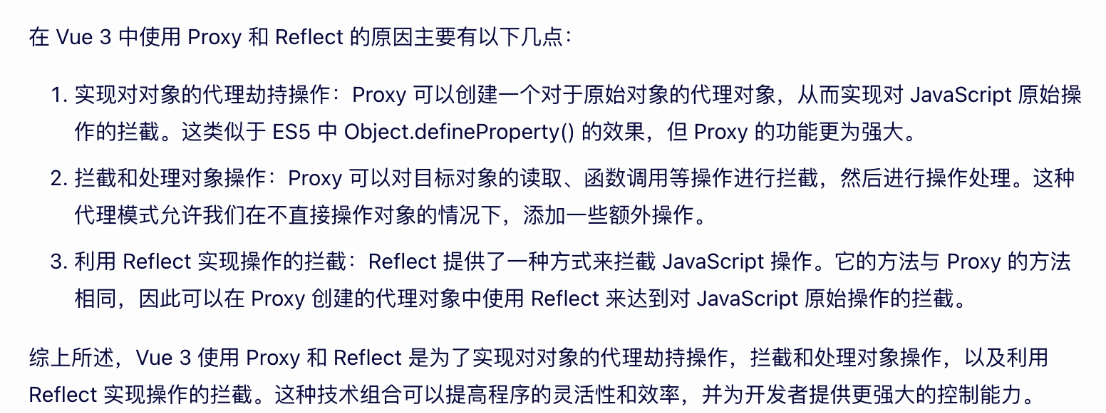 在 Vue 3 中使用 Proxy 和 Reflect 的原因主要有以下几点：
1. 实现对对象的代理劫持操作：Proxy 可以创建一个对于原始对象的代理对象，从而实现对 JavaScript 原始操
作的拦截。这类似于 ES5 中 Object.defineProperty() 的效果，但 Proxy 的功能更为强大。
2. 拦截和处理对象操作：Proxy 可以对目标对象的读取、函数调用等操作进行拦截，然后进行操作处理。这种
代理模式允许我们在不直接操作对象的情况下，添加一些额外操作。
3. 利用 Reflect 实现操作的拦截：Reflect 提供了一种方式来拦截 JavaScript 操作。它的方法与 Proxy 的方法
相同，因此可以在 Proxy 创建的代理对象中使用 Reflect 来达到对 JavaScript 原始操作的拦截。
综上所述，Vue 3 使用 Proxy 和 Reflect 是为了实现对对象的代理劫持操作，拦截和处理对象操作，以及利用
Reflect 实现操作的拦截。这种技术组合可以提高程序的灵活性和效率，并为开发者提供更强大的控制能力。